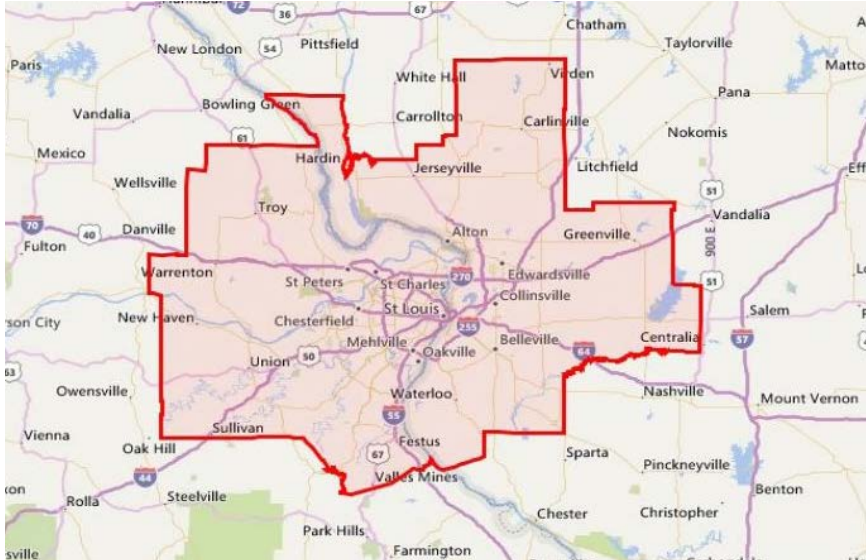 72
Hannibal
36
67
Chatham
Taylorville
Pittsfield
54
New London
Paris
White Hall
Virden
Pana
Vandalia
Bowling Green
Carrollton
Carlinville
Nokomis
61
Mexico
Hardin
Litchfield
Wellsville
Jerseyville
51
Troy
70
Danville
40
Alton
Greenville
Vandalia
Fulton
900 E.
Warrenton
St Peters
St Charles
270
Edwardsville
51
Collinsville
New Haven
Chesterfield
St Louis
255
Salem
Mehlville
Centralia
57
63
Union
50
Oakville
Belleville
64
Owensville
Waterloo
Nashville
Mount Vernon
55
Vienna
Oak Hill
Sullivan
Festus
67
Sparta
Pinckneyville
44
Valles Mines
Benton
Rolla
Steelville
Chester
Christopher
Park Hills
Farmington